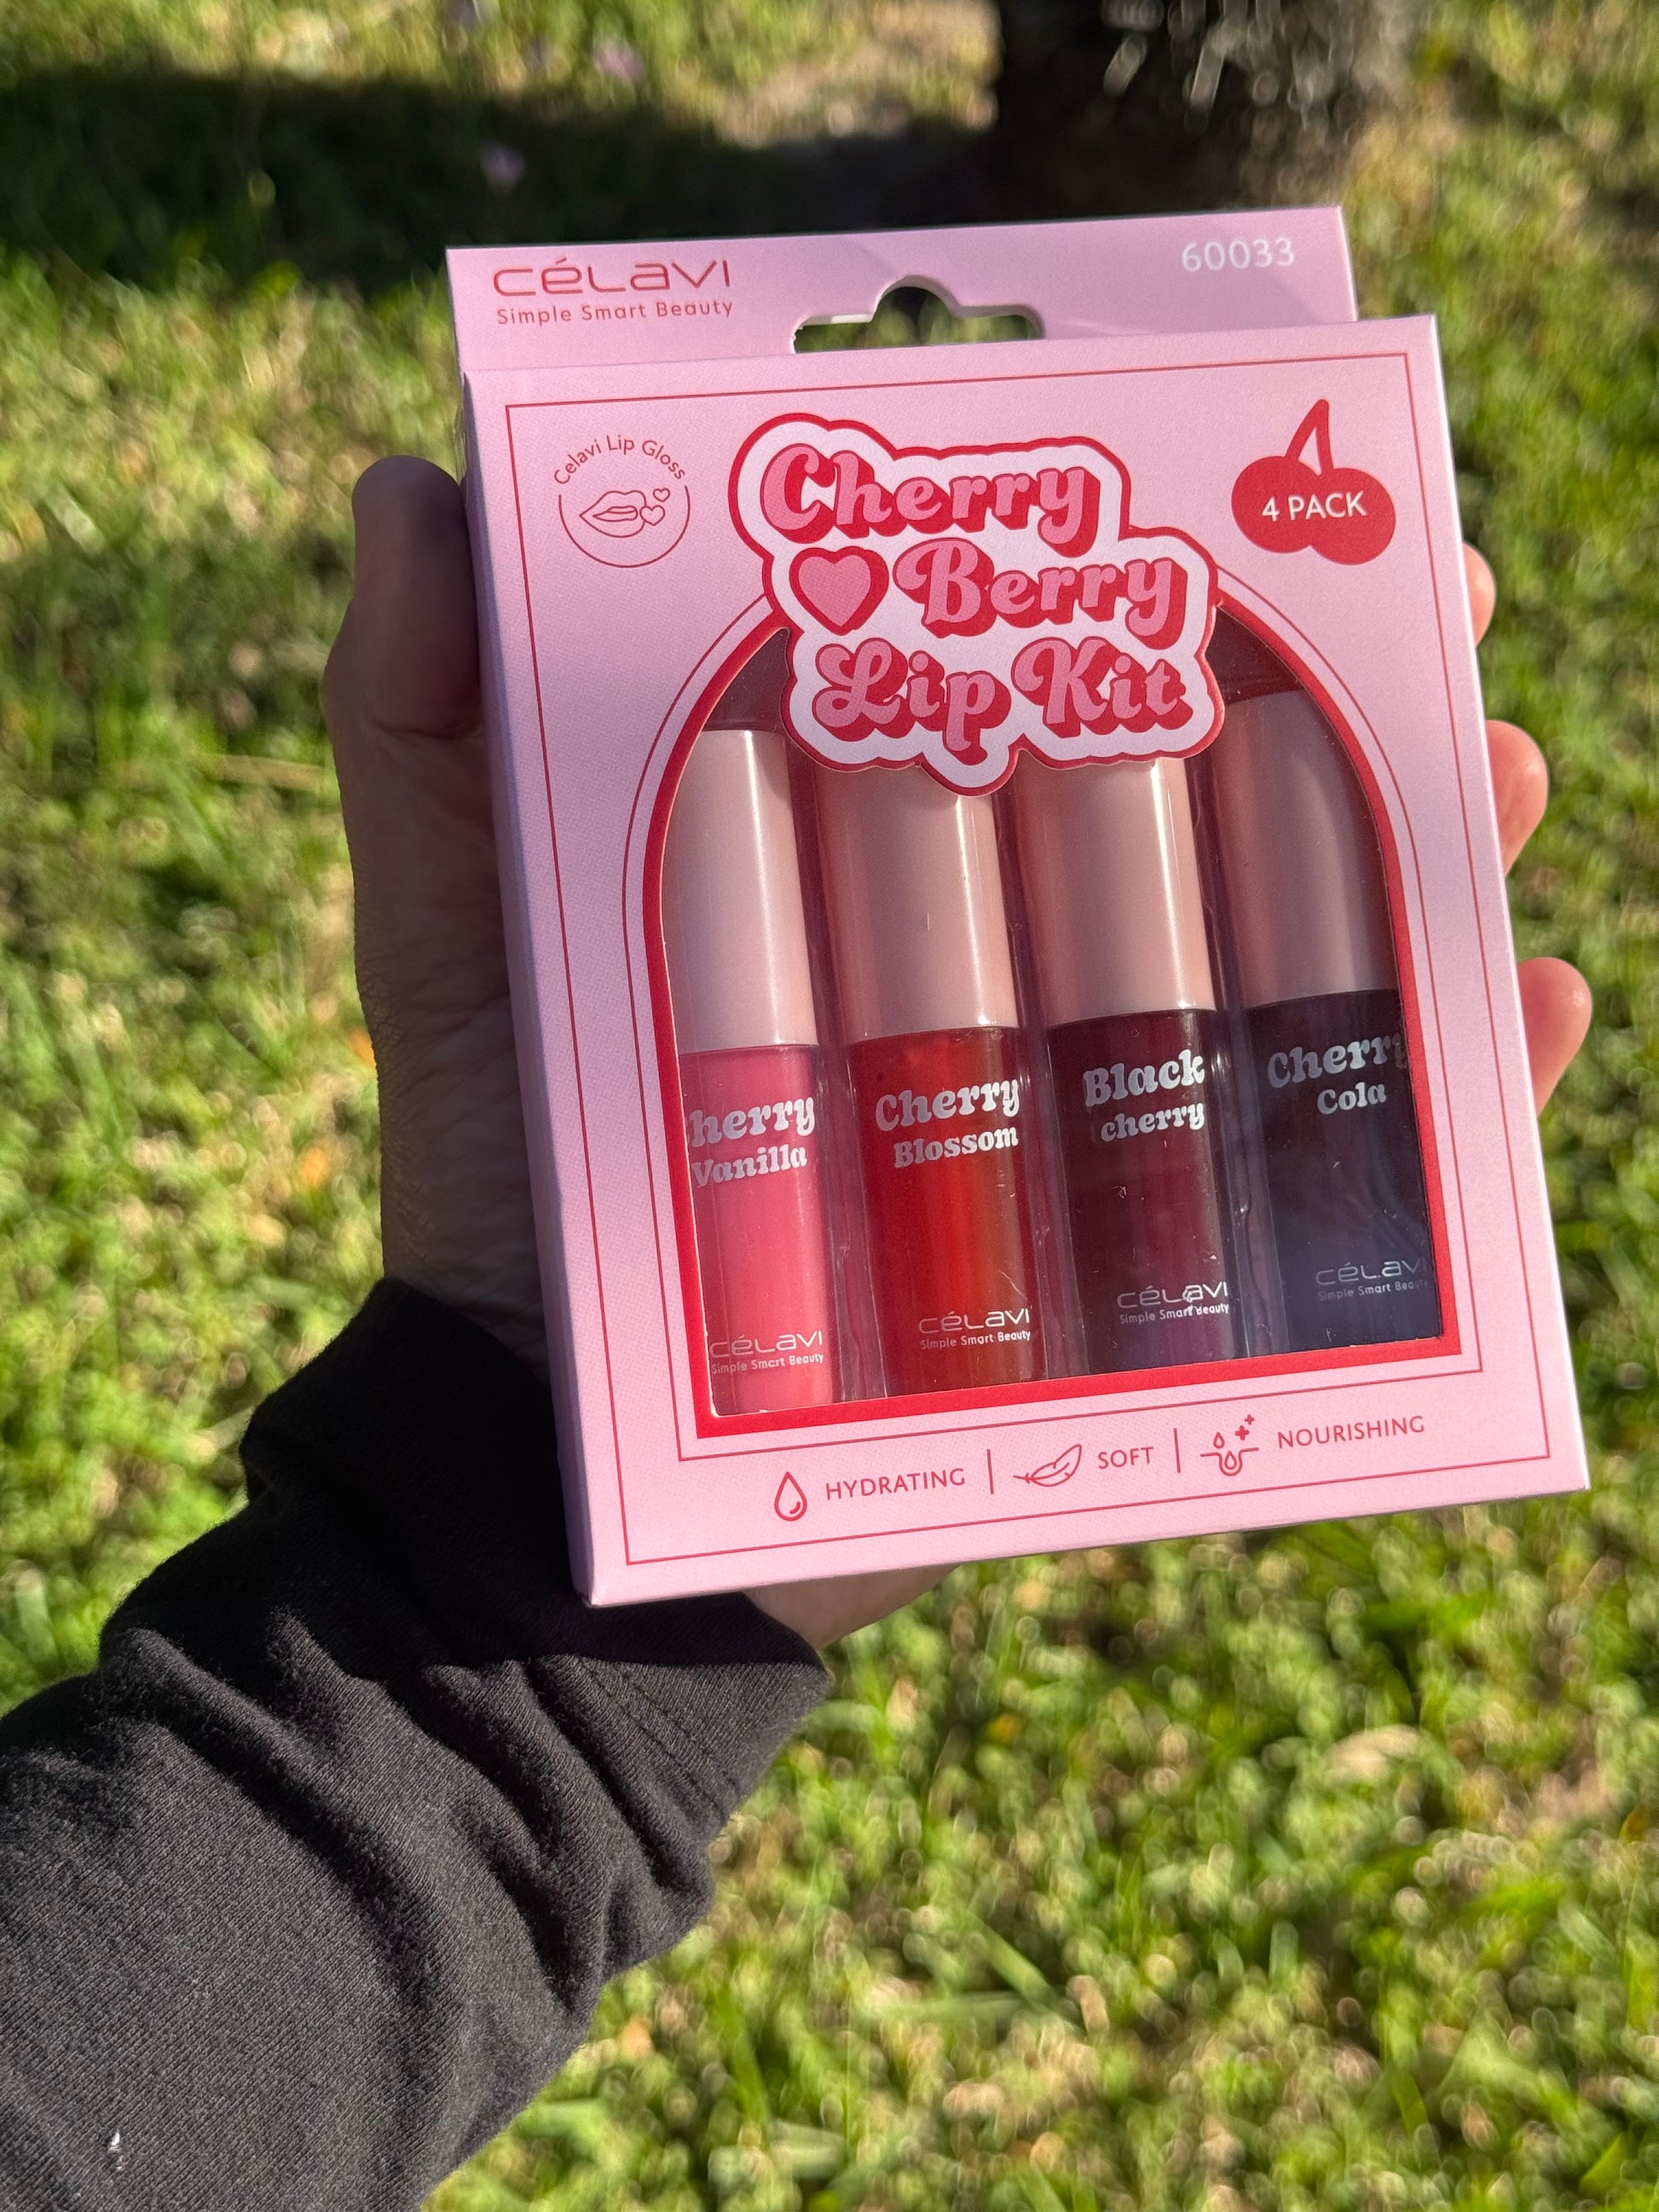 CÉLAVI
Simple Smart Beauty
60033
Celavi Lip Gloss
Cherry
Berry
Lip Kit
4 PACK
herry
Vanilla
CÉLAVI
Simple Smart Beauty
Cherry
Blossom
CÉLAVI
Simple Smart Beauty
Black
cherry
CÉLAVI
Simple Smart Beauty
Cherry
Cola
CÉLAVI
Simple Smart Beau
HYDRATING
SOFT
NOURISHING